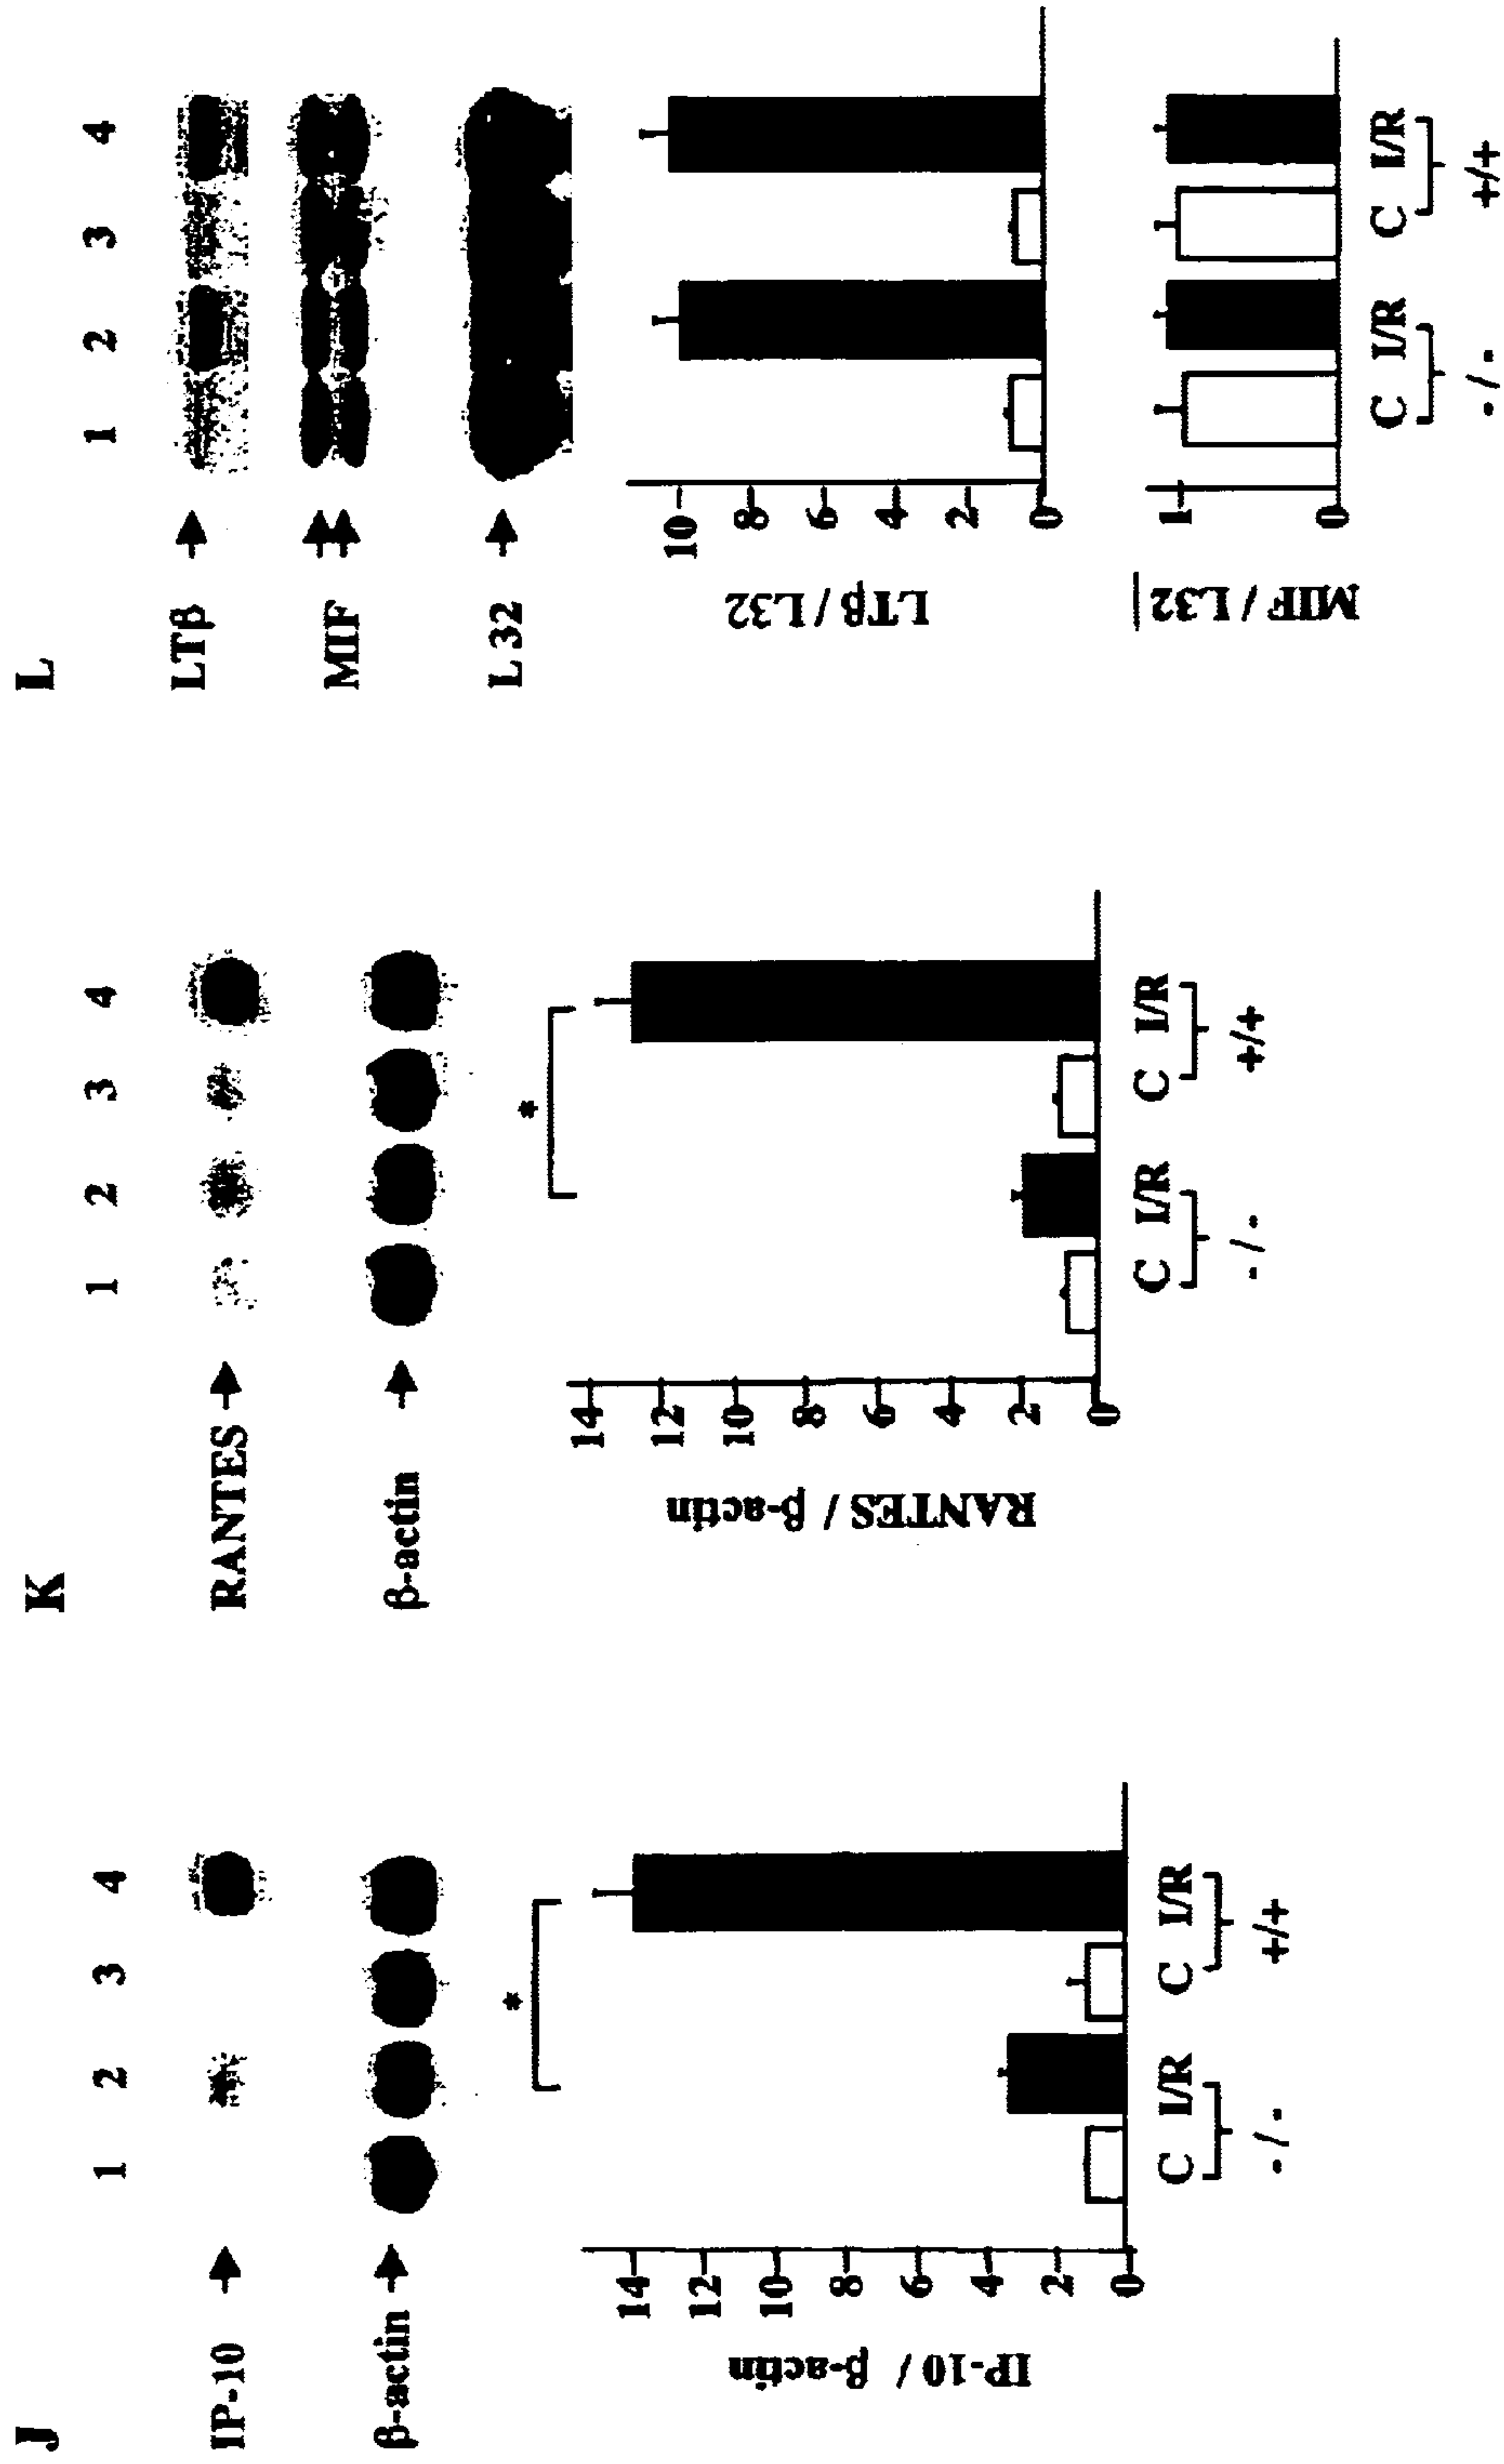 J
1 2 3 4
IP-10
β-actin
*
IP-10 / β-actin
14
12
10
8
6
4
2
0
C I/R C I/R
- / - +/+
K
1 2 3 4
RANTES
β-actin
*
RANTES / β-actin
14
12
10
8
6
4
2
0
C I/R C I/R
- / - +/+
L
1 2 3 4
LTβ
MIF
L 32
LTβ / L32
10
8
6
4
2
0
MIF / L32
1
0
C I/R C I/R
- / - +/+